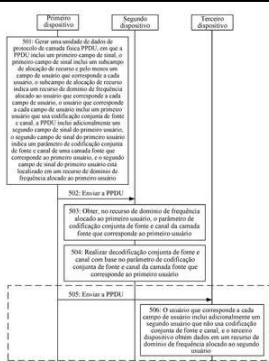 Primeiro
dispositivo
Segundo
dispositivo
Terceiro
dispositivo
501: Gerar uma unidade de dados de
protocolo de camada física PPDU, em que a
PPDU inclui um primeiro campo de sinal, o
primeiro campo de sinal inclui um subcampo
de alocação de recurso e pelo menos um
campo de usuário que corresponde a cada
usuário, o subcampo de alocação de recurso
indica um recurso de domínio de frequência
alocado ao usuário que corresponde a cada
campo de usuário, o usuário que corresponde
a cada campo de usuário inclui um primeiro
usuário que usa codificação conjunta de fonte
e canal, a PPDU inclui adicionalmente um
segundo campo de sinal do primeiro usuário,
o segundo campo de sinal do primeiro usuário
indica um parâmetro de codificação conjunta
de fonte e canal de uma camada fonte que
corresponde ao primeiro usuário, e o segundo
campo de sinal do primeiro usuário está
localizado em um recurso de domínio de
frequência alocado ao primeiro usuário
502: Enviar a PPDU
503: Obter, no recurso de domínio de frequência
alocado ao primeiro usuário, o parâmetro de
codificação conjunta de fonte e canal da camada
fonte que corresponde ao primeiro usuário
504: Realizar decodificação conjunta de fonte e
canal com base no parâmetro de codificação
conjunta de fonte e canal da camada fonte que
corresponde ao primeiro usuário
505: Enviar a PPDU
506: O usuário que corresponde a cada
campo de usuário inclui adicionalmente um
segundo usuário que não usa codificação
conjunta de fonte e canal, e o terceiro
dispositivo obtém dados em um recurso de
domínio de frequência alocado ao segundo
usuário